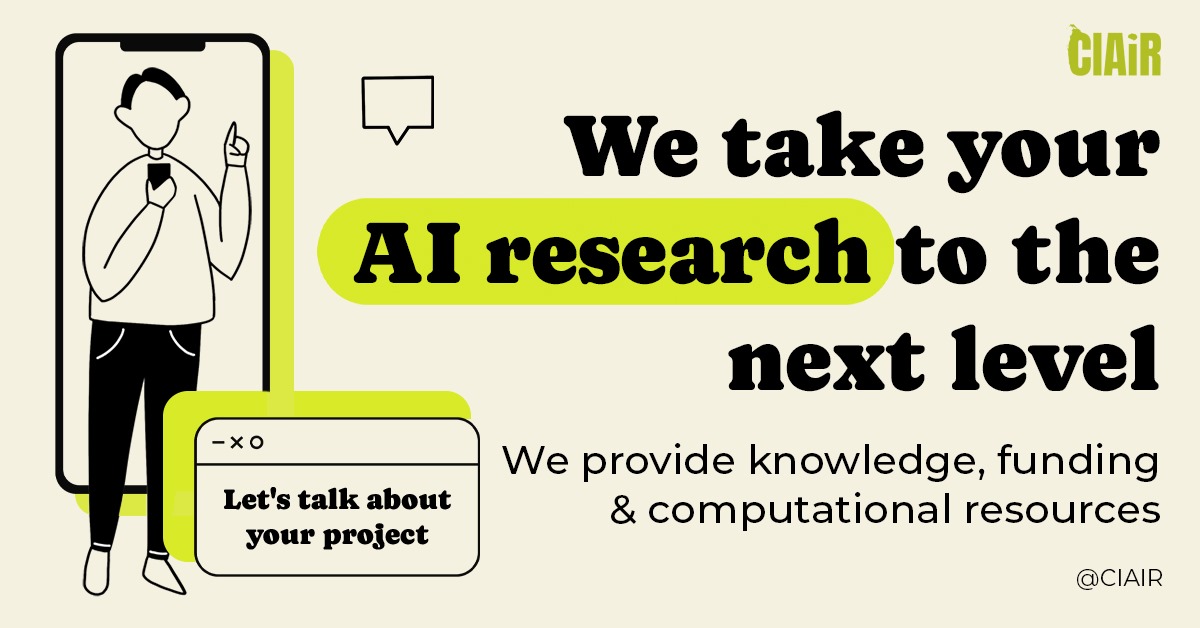 CIAiR
We take your
AI research to the
next level
We provide knowledge, funding
& computational resources
Let's talk about
your project
@CIAIR